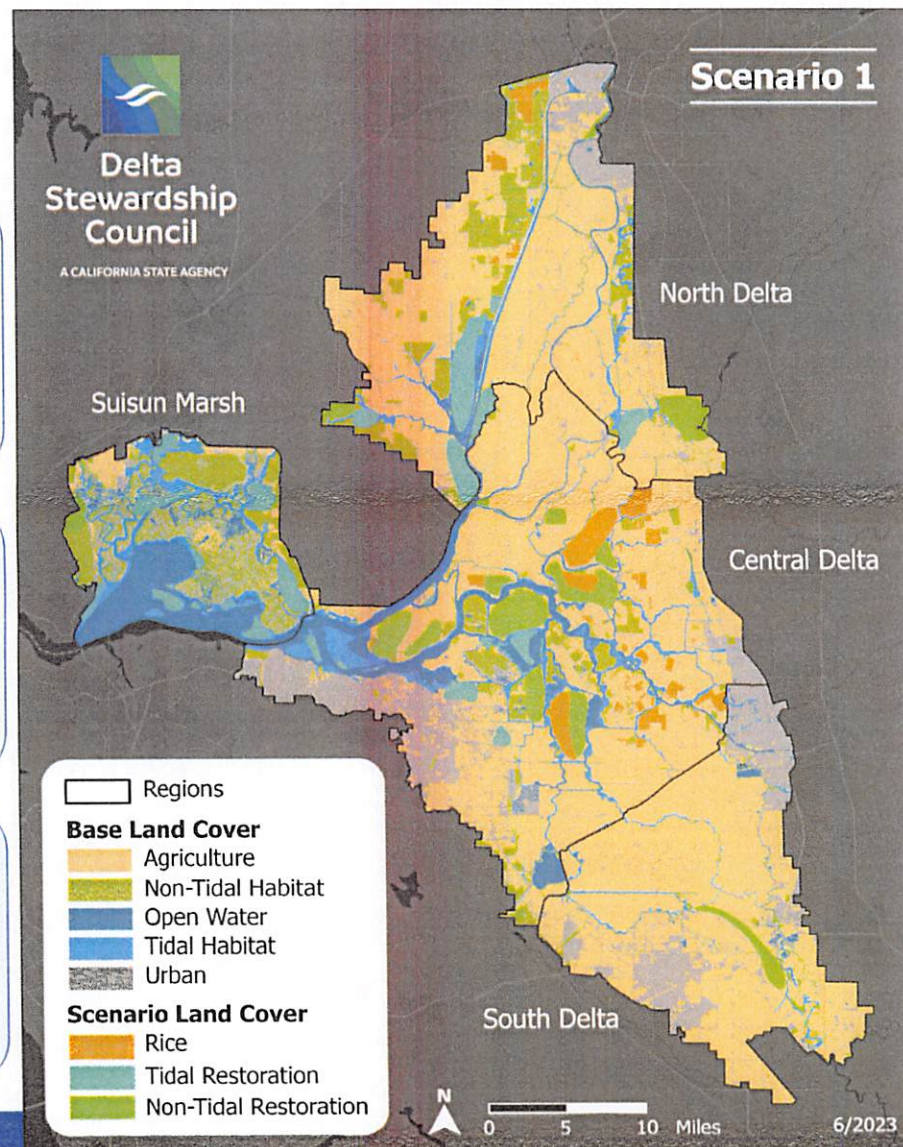 Scenario 1
Delta
Stewardship
Council
A CALIFORNIA STATE AGENCY
North Delta
Suisun Marsh
Central Delta
South Delta
Regions
Base Land Cover
Agriculture
Non-Tidal Habitat
Open Water
Tidal Habitat
Urban
Scenario Land Cover
Rice
Tidal Restoration
Non-Tidal Restoration
N
0 5 10 Miles
6/2023